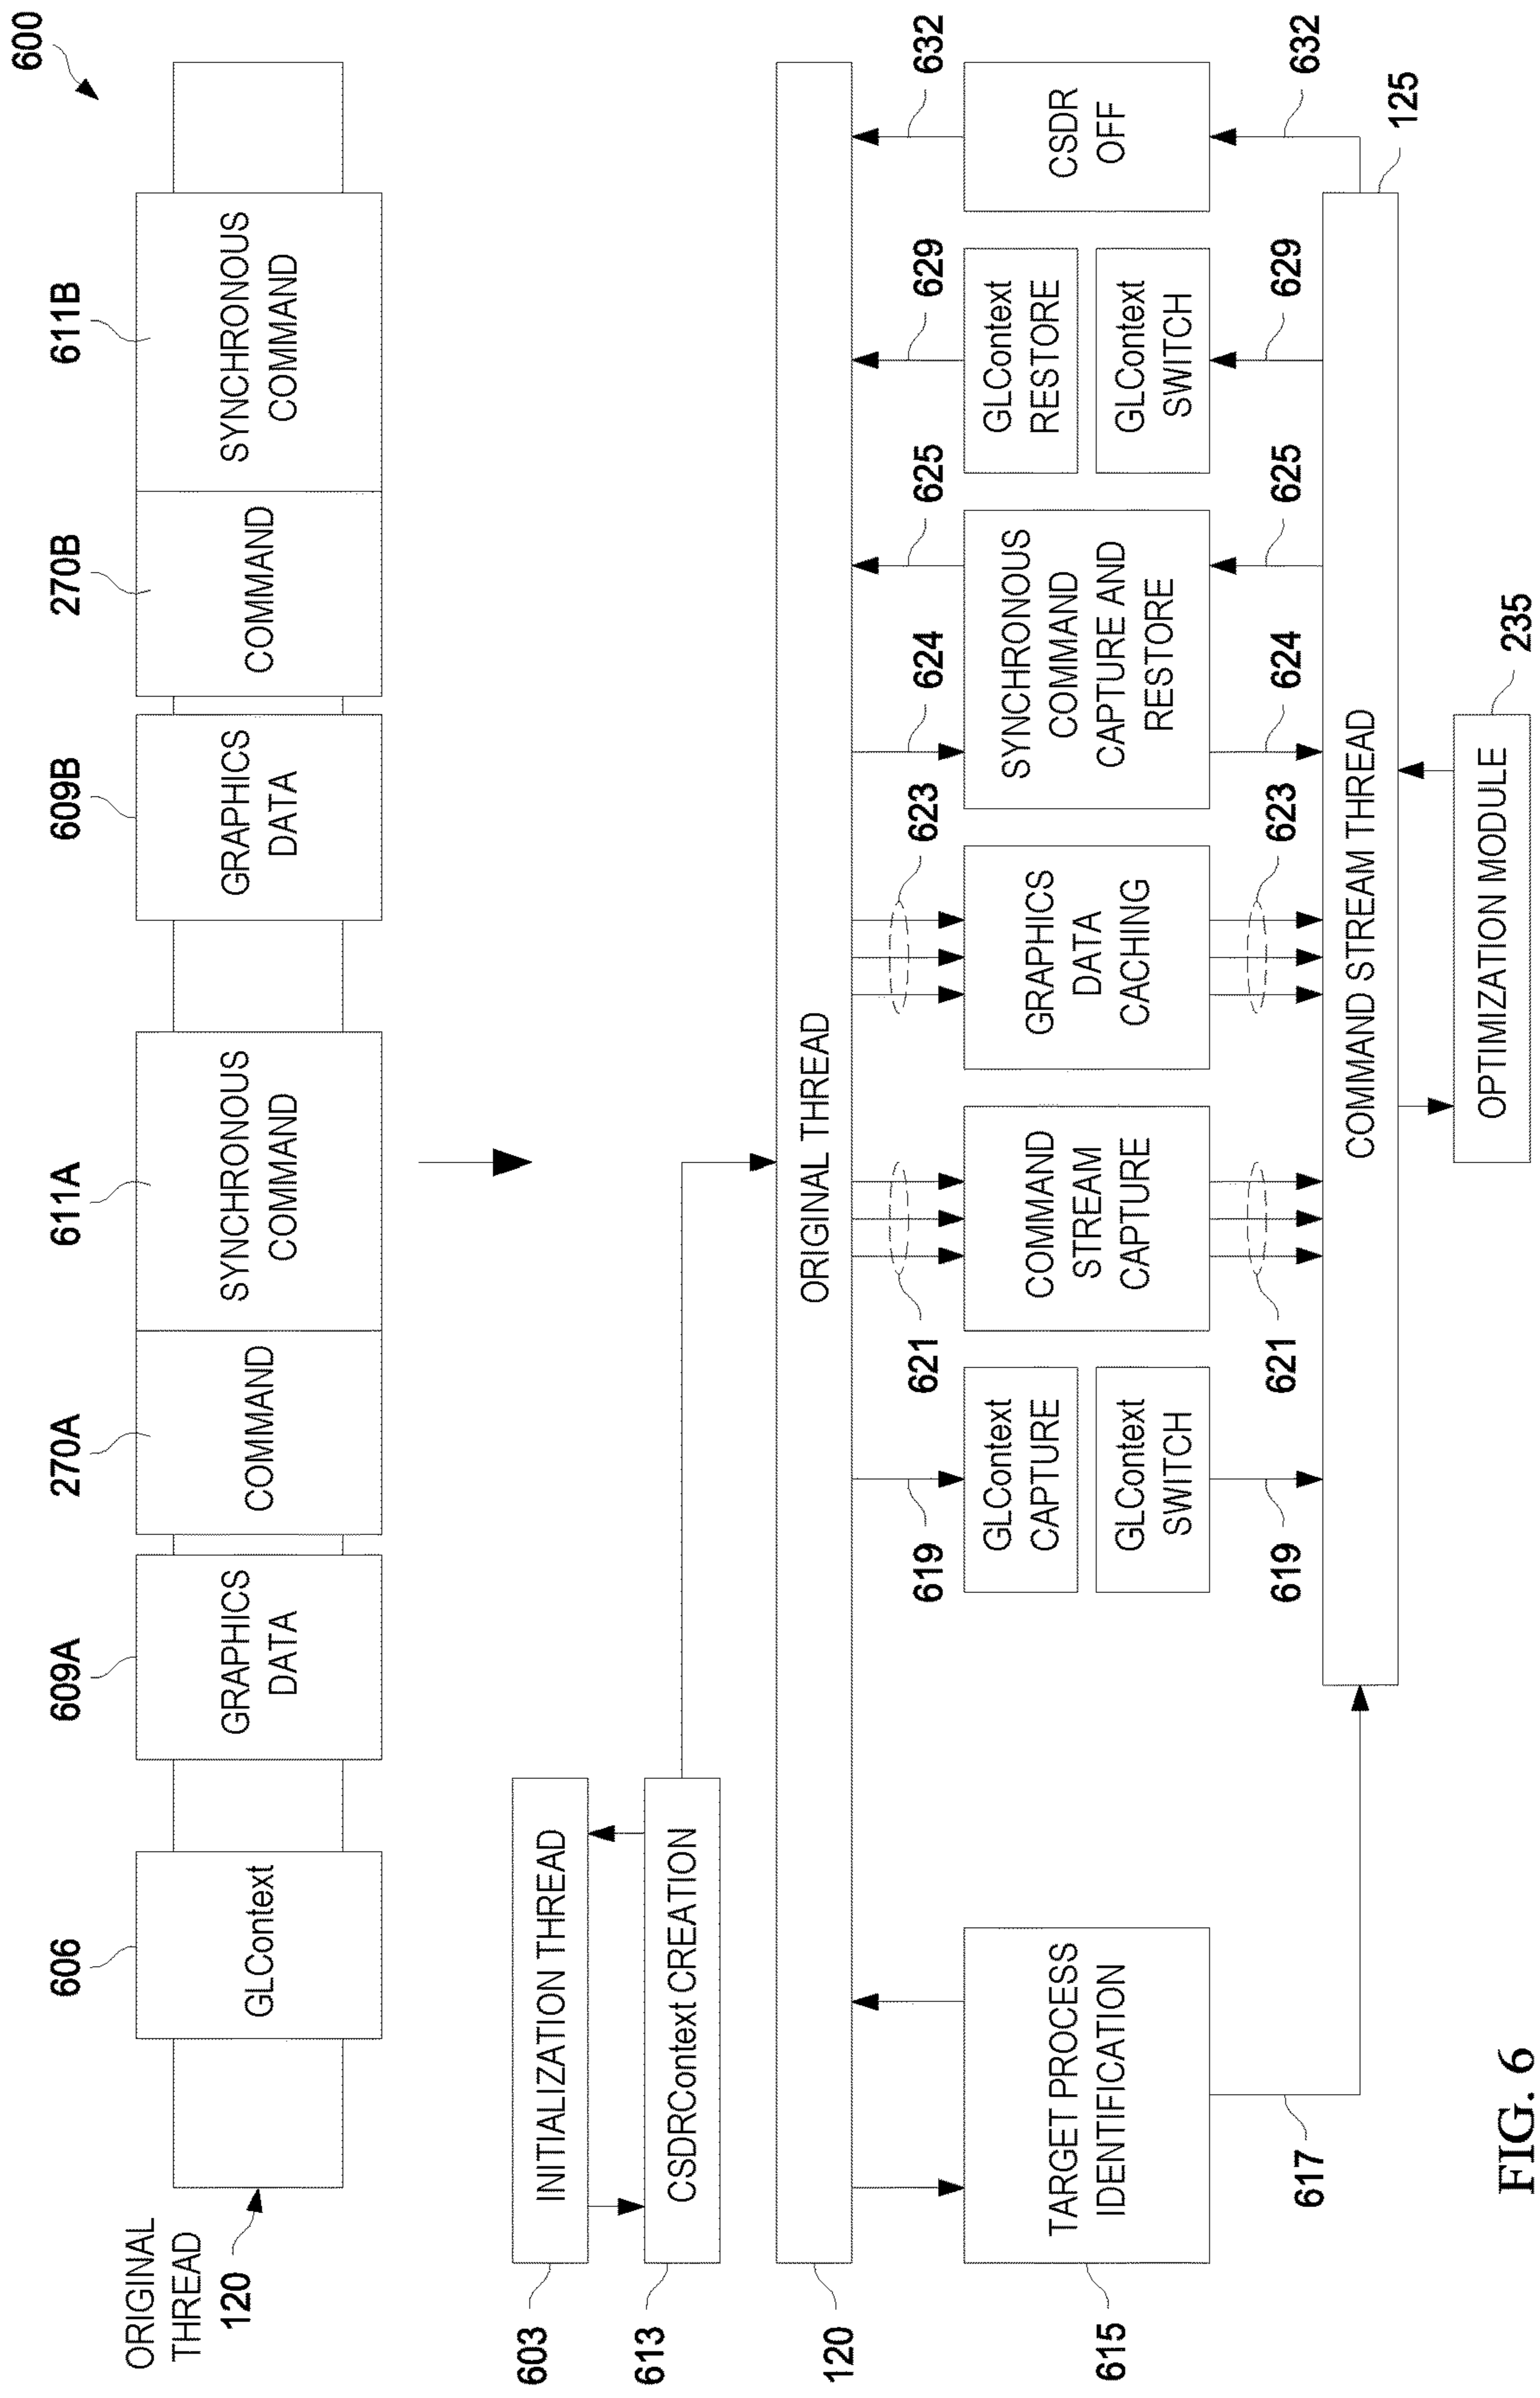 600
ORIGINAL
THREAD
120
606
609A
270A
611A
609B
270B
611B
GLContext
GRAPHICS
DATA
COMMAND
SYNCHRONOUS
COMMAND
GRAPHICS
DATA
COMMAND
SYNCHRONOUS
COMMAND
603
INITIALIZATION THREAD
613
CSDRContext CREATION
120
ORIGINAL THREAD
619
621
623
624
625
629
632
615
TARGET PROCESS
IDENTIFICATION
GLContext
CAPTURE
GLContext
SWITCH
COMMAND
STREAM
CAPTURE
GRAPHICS
DATA
CACHING
SYNCHRONOUS
COMMAND
CAPTURE AND
RESTORE
GLContext
RESTORE
GLContext
SWITCH
CSDR
OFF
617
619
621
623
624
625
629
632
COMMAND STREAM THREAD
125
OPTIMIZATION MODULE
235
FIG. 6